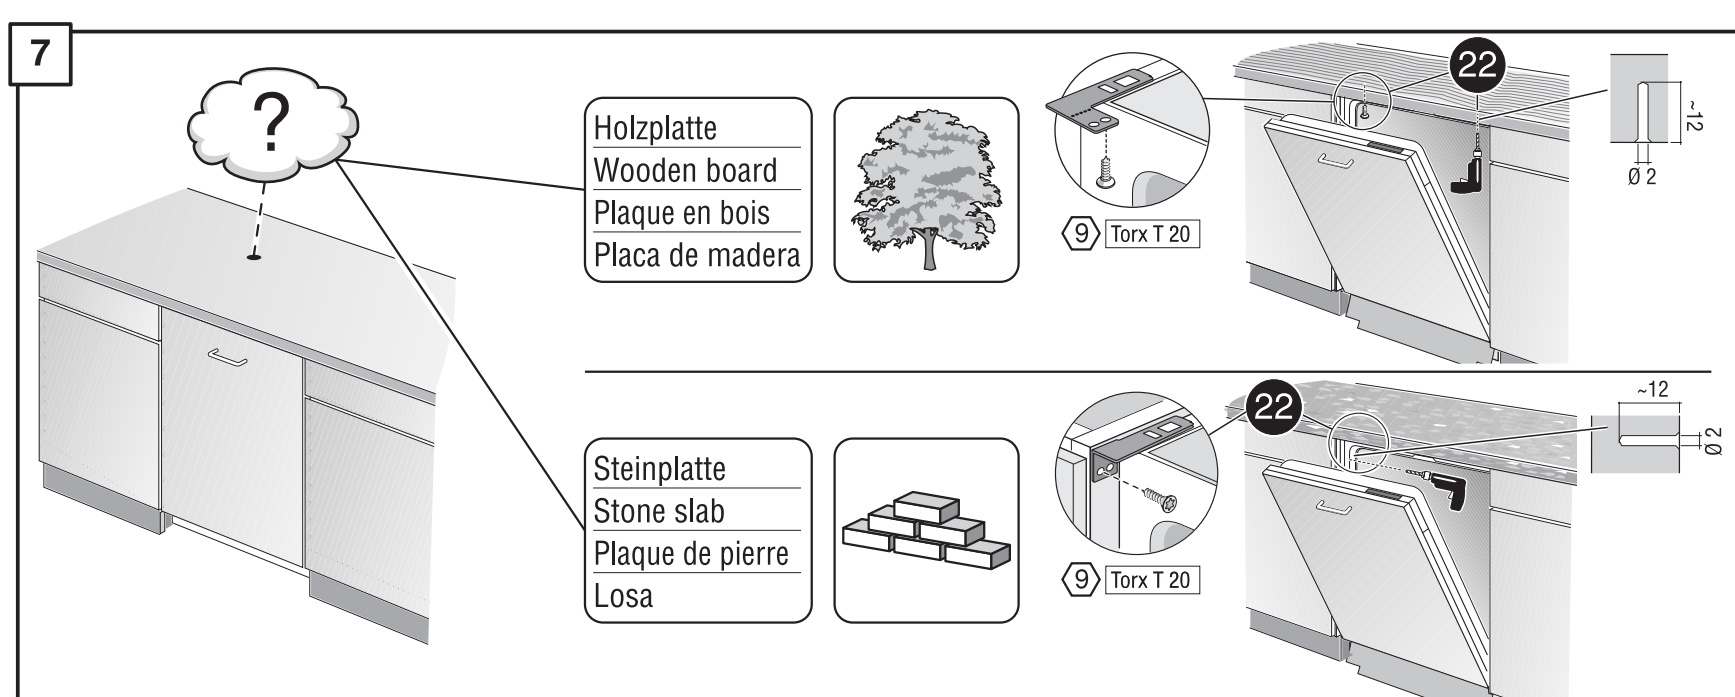 7
?
Holzplatte
Wooden board
Plaque en bois
Placa de madera
9 Torx T 20
22
~12
Ø 2
Steinplatte
Stone slab
Plaque de pierre
Losa
9 Torx T 20
22
~12
Ø 2